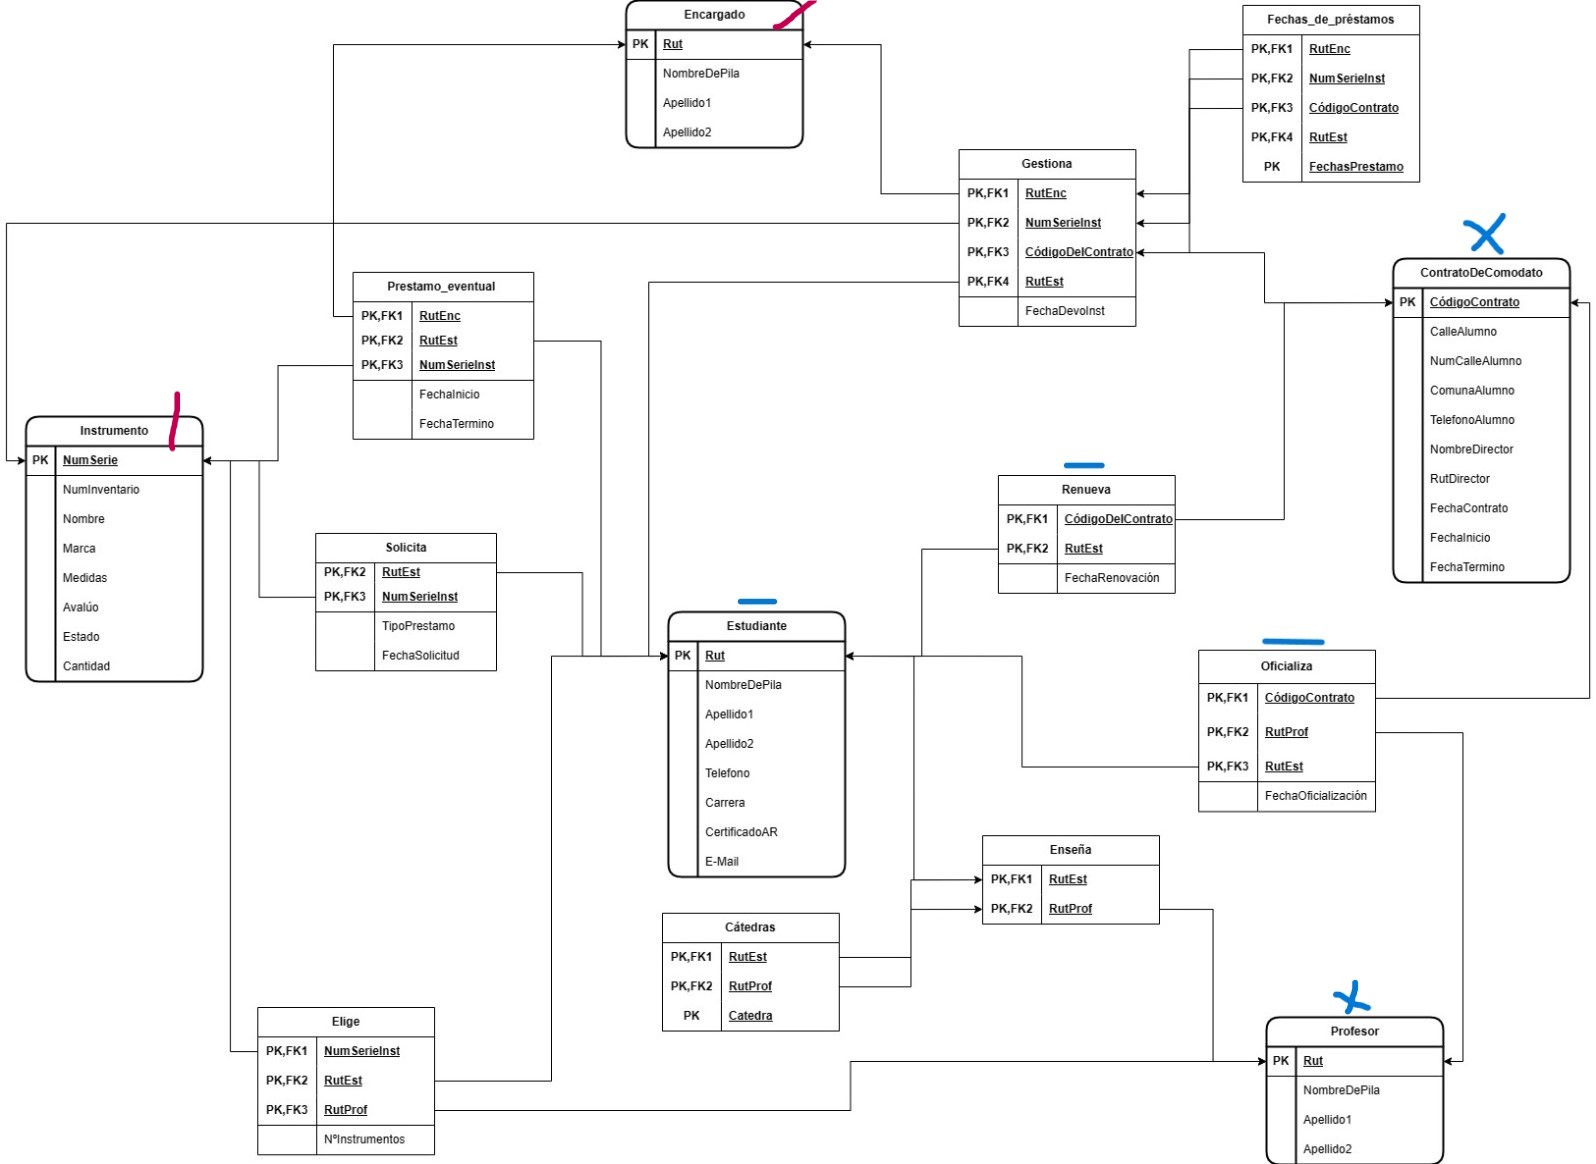 Encargado
PK Rut
NombreDePila
Apellido1
Apellido2
Fechas_de_préstamos
PK,FK1 RutEnc
PK,FK2 NumSerieInst
PK,FK3 CódigoContrato
PK,FK4 RutEst
PK FechasPrestamo
Gestiona
PK,FK1 RutEnc
PK,FK2 NumSerieInst
PK,FK3 CódigoDelContrato
PK,FK4 RutEst
FechaDevoInst
Prestamo_eventual
PK,FK1 RutEnc
PK,FK2 RutEst
PK,FK3 NumSerieInst
FechaInicio
FechaTermino
ContratoDeComodato
PK CódigoContrato
CalleAlumno
NumCalleAlumno
ComunaAlumno
TelefonoAlumno
NombreDirector
RutDirector
FechaContrato
FechaInicio
FechaTermino
Instrumento
PK NumSerie
NumInventario
Nombre
Marca
Medidas
Avalúo
Estado
Cantidad
Renueva
PK,FK1 CódigoDelContrato
PK,FK2 RutEst
FechaRenovación
Solicita
PK,FK2 RutEst
PK,FK3 NumSerieInst
TipoPrestamo
FechaSolicitud
Estudiante
PK Rut
NombreDePila
Apellido1
Apellido2
Telefono
Carrera
CertificadoAR
E-Mail
Oficializa
PK,FK1 CódigoContrato
PK,FK2 RutProf
PK,FK3 RutEst
FechaOficialización
Enseña
PK,FK1 RutEst
PK,FK2 RutProf
Cátedras
PK,FK1 RutEst
PK,FK2 RutProf
PK Catedra
Elige
PK,FK1 NumSerieInst
PK,FK2 RutEst
PK,FK3 RutProf
NºInstrumentos
Profesor
PK Rut
NombreDePila
Apellido1
Apellido2